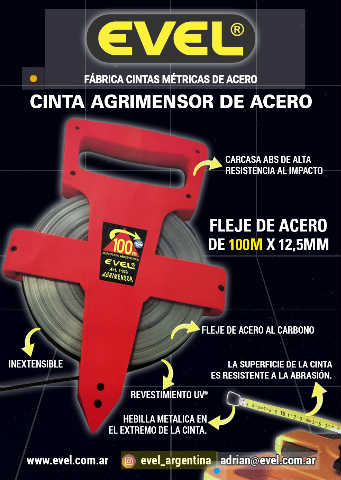 EVEL®
FÁBRICA CINTAS MÉTRICAS DE ACERO
CINTA AGRIMENSOR DE ACERO
CARCASA ABS DE ALTA
RESISTENCIA AL IMPACTO
FLEJE DE ACERO
DE 100M X 12,5MM
100
EVEL®
AGRIMENSOR
FLEJE DE ACERO AL CARBONO
INEXTENSIBLE
LA SUPERFICIE DE LA CINTA
ES RESISTENTE A LA ABRASIÓN.
REVESTIMIENTO UV*
HEBILLA METALICA EN
EL EXTREMO DE LA CINTA.
www.evel.com.ar evel_argentina adrian@evel.com.ar